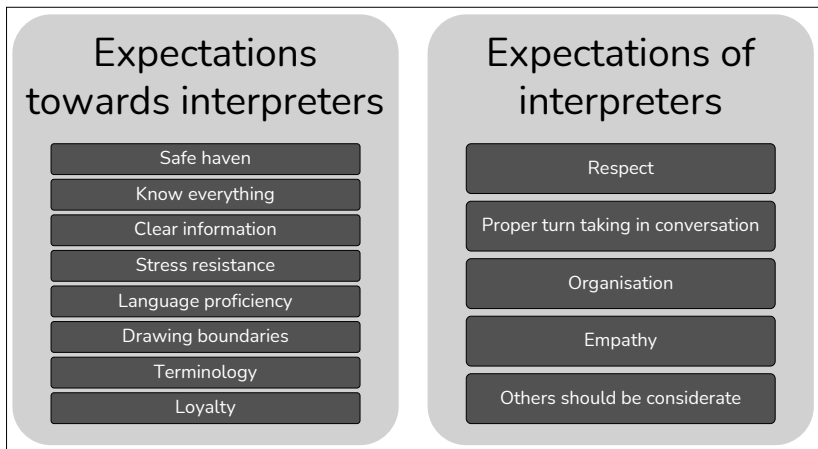 Expectations
towards interpreters
Safe haven
Know everything
Clear information
Stress resistance
Language proficiency
Drawing boundaries
Terminology
Loyalty
Expectations of
interpreters
Respect
Proper turn taking in conversation
Organisation
Empathy
Others should be considerate